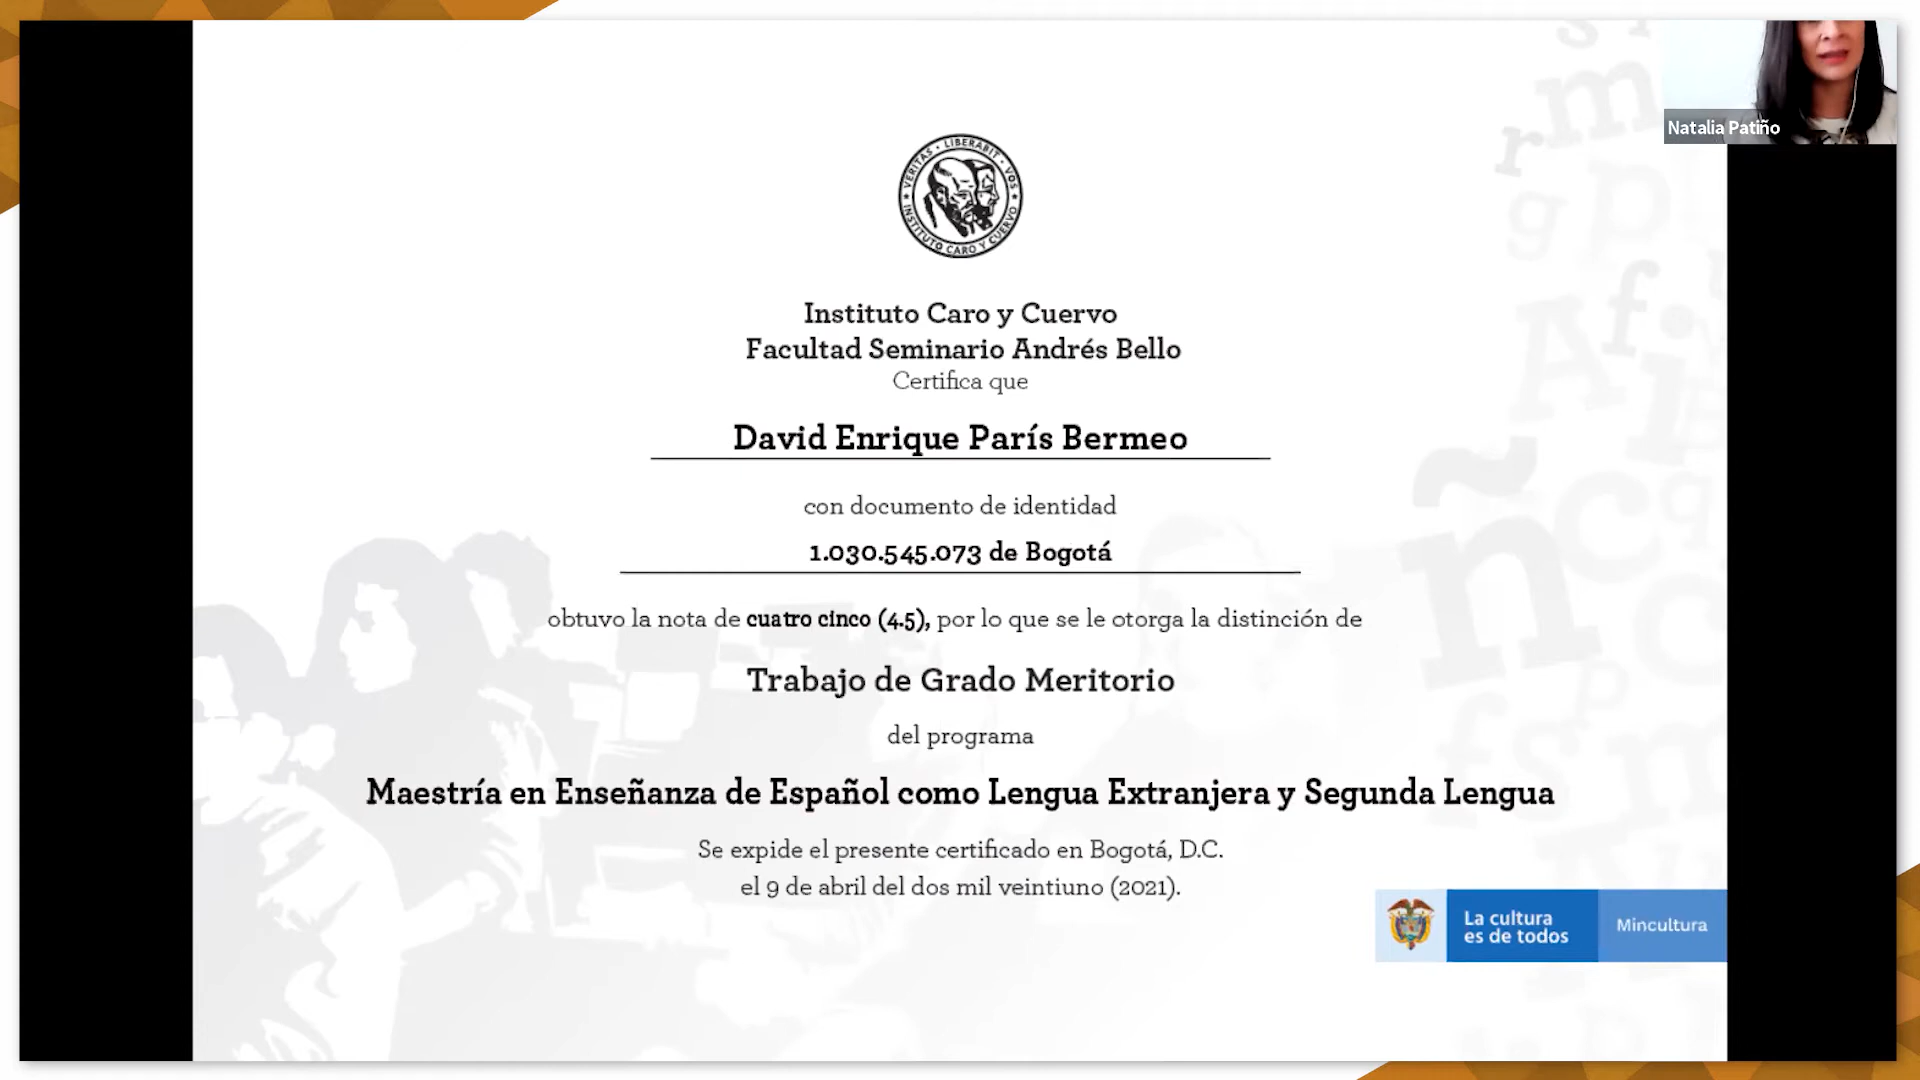 Natalia Patiño
VERITAS · LIBERABIT · VOS
INSTITUTO CARO Y CUERVO
Instituto Caro y Cuervo
Facultad Seminario Andrés Bello
Certifica que
David Enrique París Bermeo
con documento de identidad
1.030.545.073 de Bogotá
obtuvo la nota de cuatro cinco (4.5), por lo que se le otorga la distinción de
Trabajo de Grado Meritorio
del programa
Maestría en Enseñanza de Español como Lengua Extranjera y Segunda Lengua
Se expide el presente certificado en Bogotá, D.C.
el 9 de abril del dos mil veintiuno (2021).
La cultura
es de todos
Mincultura